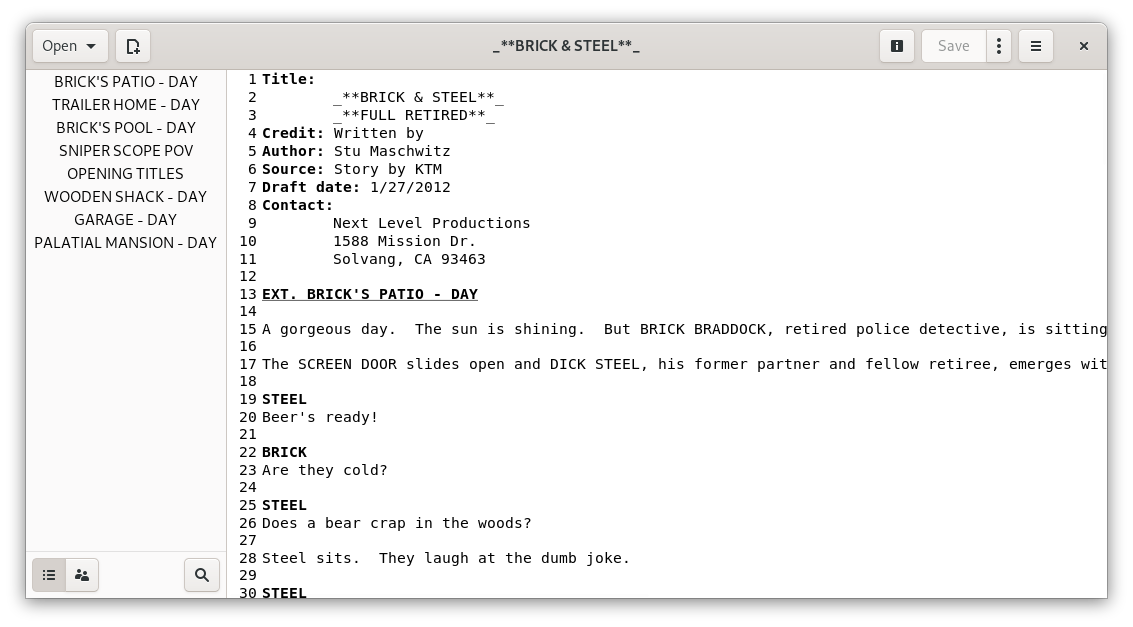 Open
_**BRICK & STEEL**_
Save
BRICK'S PATIO - DAY
TRAILER HOME - DAY
BRICK'S POOL - DAY
SNIPER SCOPE POV
OPENING TITLES
WOODEN SHACK - DAY
GARAGE - DAY
PALATIAL MANSION - DAY
1 Title:
2 _**BRICK & STEEL**_
3 _**FULL RETIRED**_
4 Credit: Written by
5 Author: Stu Maschwitz
6 Source: Story by KTM
7 Draft date: 1/27/2012
8 Contact:
9 Next Level Productions
10 1588 Mission Dr.
11 Solvang, CA 93463
12
13 EXT. BRICK'S PATIO - DAY
14
15 A gorgeous day.  The sun is shining.  But BRICK BRADDOCK, retired police detective, is sitting
16
17 The SCREEN DOOR slides open and DICK STEEL, his former partner and fellow retiree, emerges wit
18
19 STEEL
20 Beer's ready!
21
22 BRICK
23 Are they cold?
24
25 STEEL
26 Does a bear crap in the woods?
27
28 Steel sits.  They laugh at the dumb joke.
29
30 STEEL